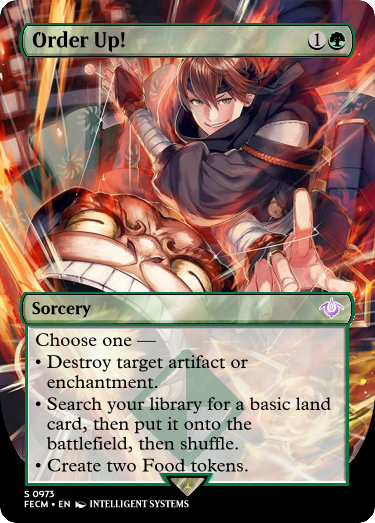 Order Up! 1
Sorcery
Choose one —
• Destroy target artifact or
enchantment.
• Search your library for a basic land
card, then put it onto the
battlefield, then shuffle.
• Create two Food tokens.
S 0973
FECM • EN INTELLIGENT SYSTEMS